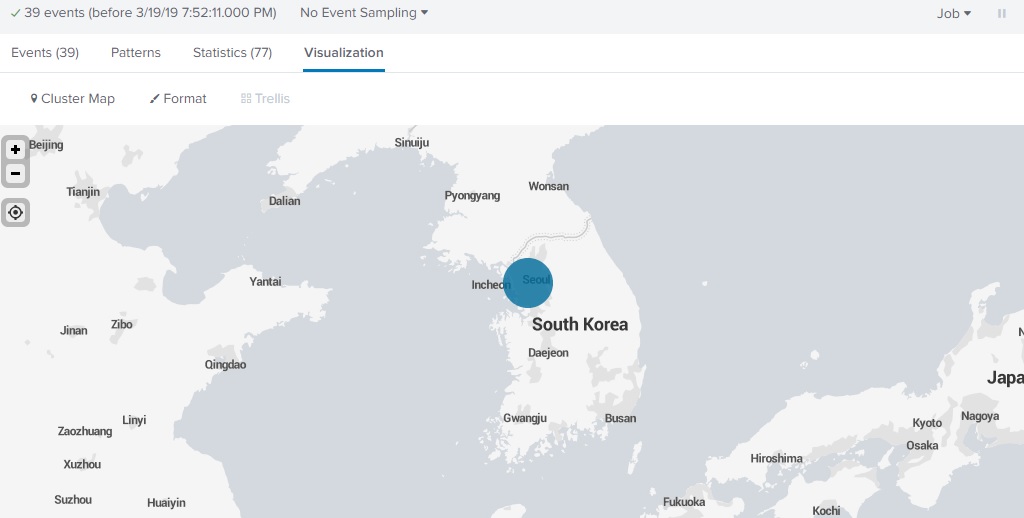 39 events (before 3/19/19 7:52:11.000 PM) No Event Sampling Job
Events (39) Patterns Statistics (77) Visualization
Cluster Map Format Trellis
Sinuiju
Beijing
Wonsan
Tianjin
Pyongyang
Dalian
Seoul
Yantai
Incheon
South Korea
Zibo
Jinan
N
Daejeon
Qingdao
Japa
Nagoya
Gwangju
Busan
Linyi
Kyoto
Zaozhuang
Osaka
Hiroshima
Xuzhou
Suzhou
Huaiyin
Fukuoka
Kochi